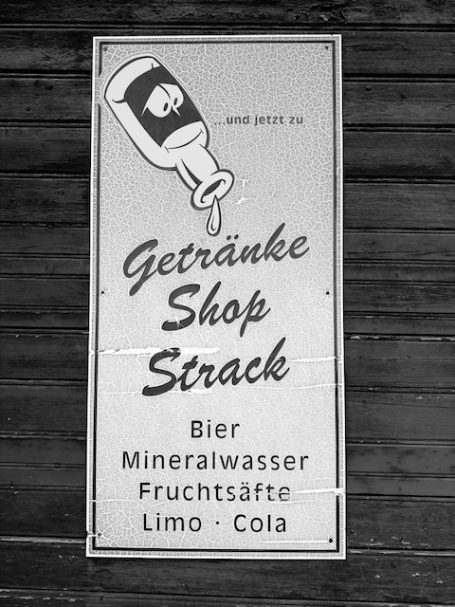 ...und jetzt zu
Getränke
Shop
Strack
Bier
Mineralwasser
Fruchtsäfte
Limo · Cola